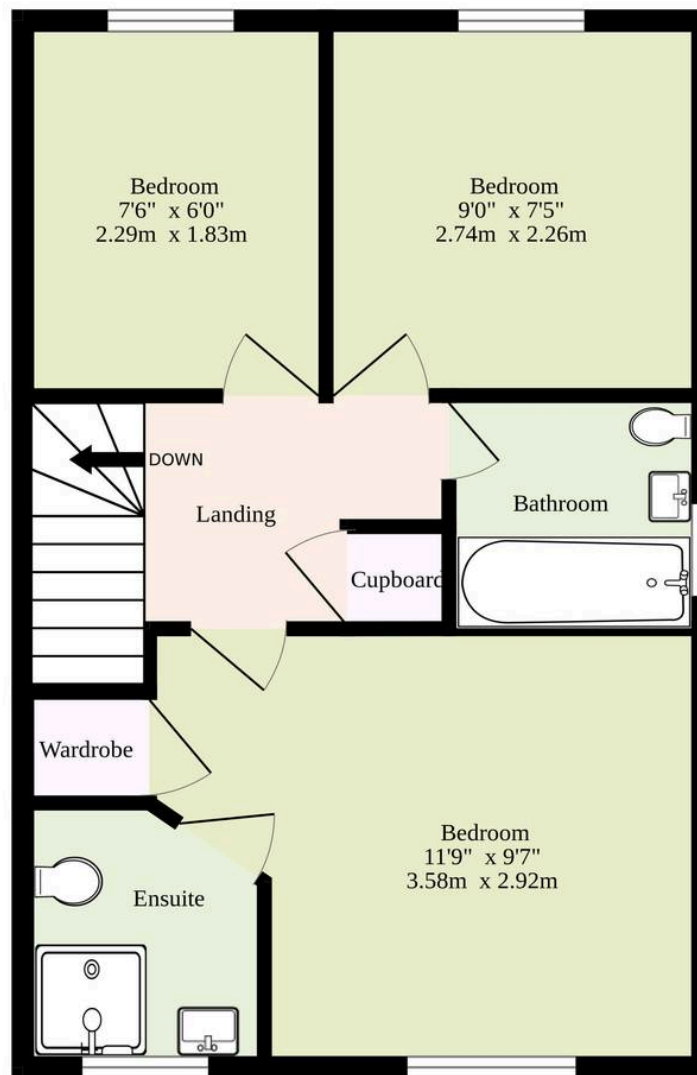 Bedroom
7'6" x 6'0"
2.29m x 1.83m
Bedroom
9'0" x 7'5"
2.74m x 2.26m
DOWN
Landing
Bathroom
Cupboard
Wardrobe
Bedroom
11'9" x 9'7"
3.58m x 2.92m
Ensuite